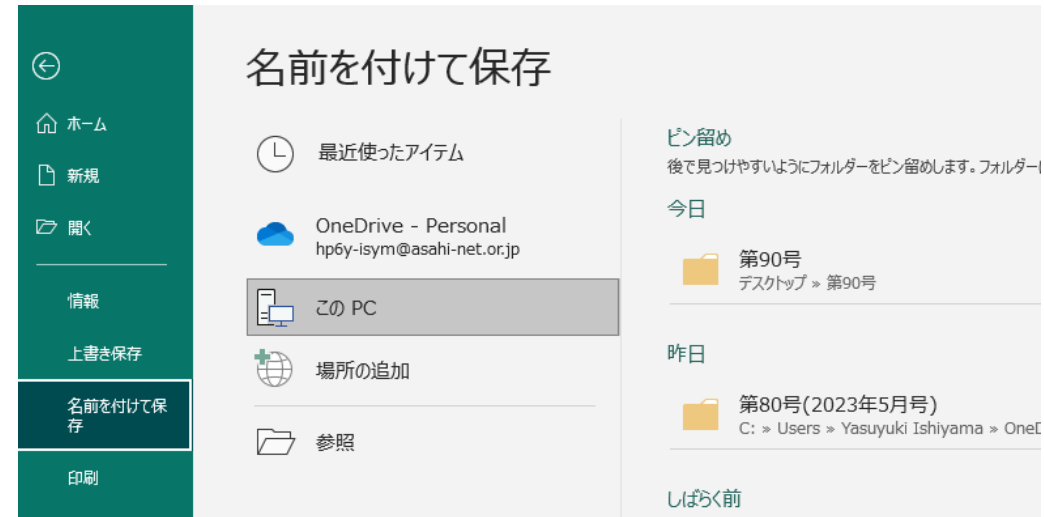 名前を付けて保存
ホーム
新規
開く
情報
上書き保存
名前を付けて保
存
印刷
最近使ったアイテム
OneDrive - Personal
hp6y-isym@asahi-net.or.jp
この PC
場所の追加
参照
ピン留め
後で見つけやすいようにフォルダーをピン留めします。フォルダー
今日
第90号
デスクトップ » 第90号
昨日
第80号(2023年5月号)
C: » Users » Yasuyuki Ishiyama » One
しばらく前